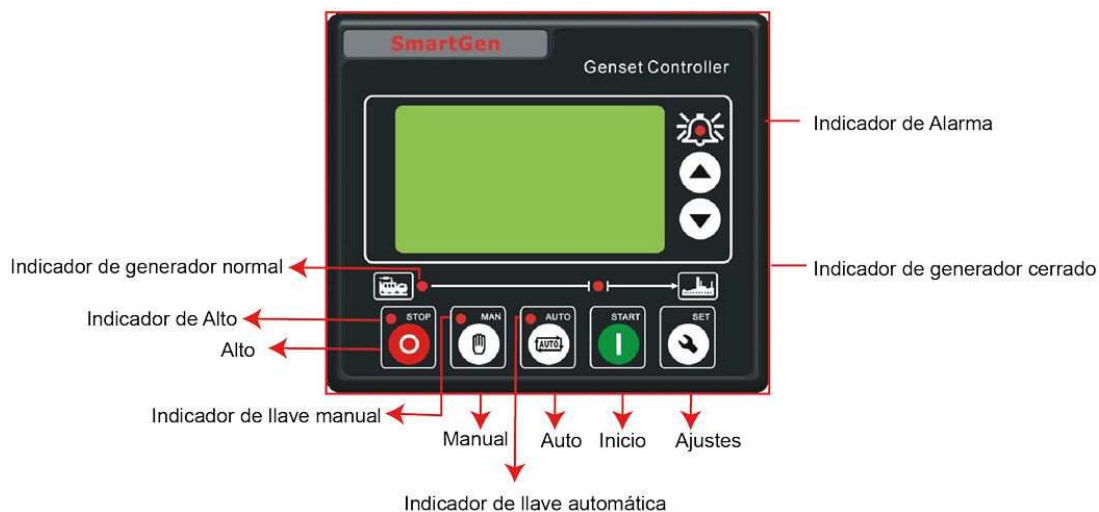 SmartGen
Genset Controller
Indicador de Alarma
Indicador de generador normal
Indicador de generador cerrado
Indicador de Alto
STOP
MAN
AUTO
START
SET
Alto
AUTO
Indicador de llave manual
Manual
Auto
Inicio
Ajustes
Indicador de llave automática